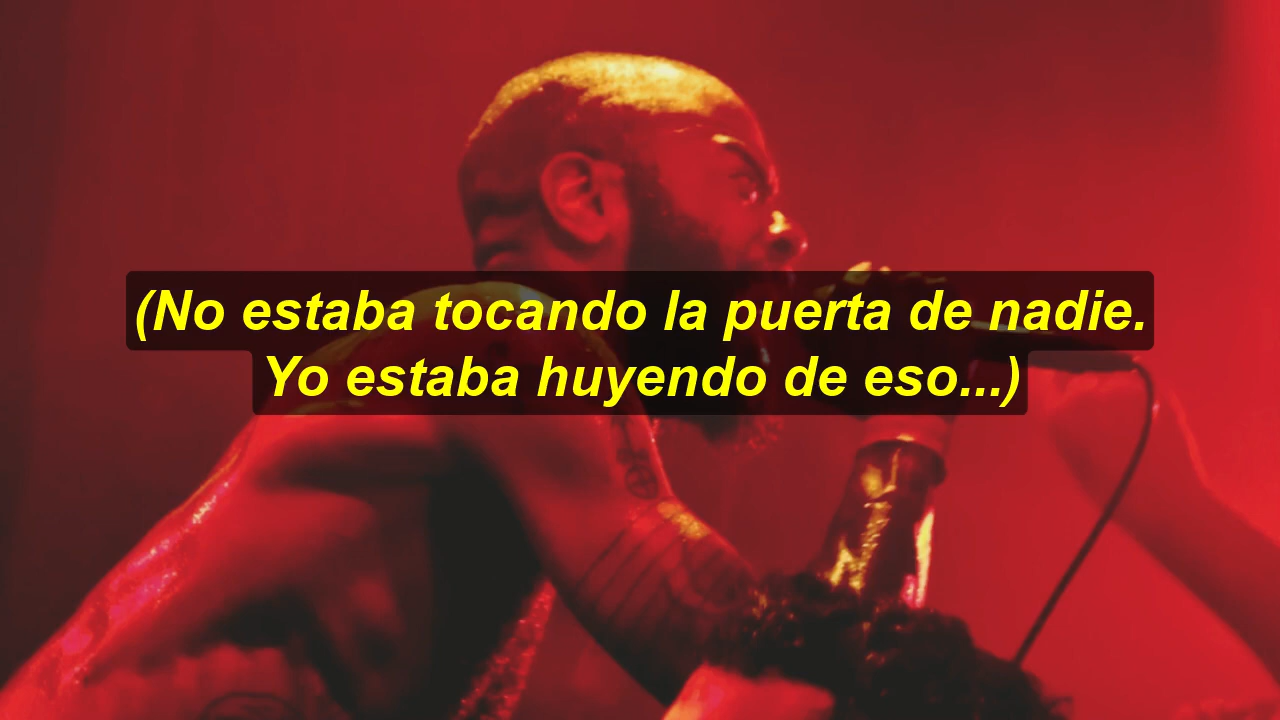 (No estaba tocando la puerta de nadie.
Yo estaba huyendo de eso...)